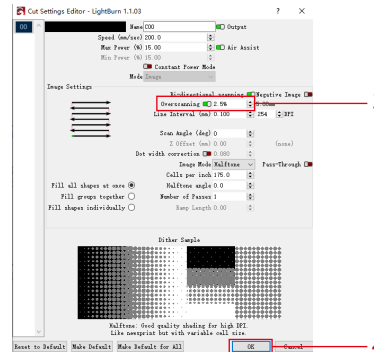 Cut Settings Editor - LightBurn 1.1.03 ? ×
00 Name C00 Output
Speed (mm/sec) 200.0
Max Power (%) 15.00 Air Assist
Min Power (%) 15.00
Constant Power Mode
Mode Image
Image Settings
Bi-directional scanning Negative Image
Overscanning 2.5% 5.00mm
Line Interval (mm) 0.100 254 DPI
Scan Angle (deg) 0
Z Offset (mm) 0.00 (none)
Dot width correction 0.000
Image Mode Halftone Pass-Through
Cells per inch 175.0
Fill all shapes at once Halftone angle 0.0
Fill groups together Number of Passes 1
Fill shapes individually Ramp Length 0.00
Dither Sample
Halftone: Good quality shading for high DPI.
Like newsprint but with variable cell size.
Reset to Default Make Default Make Default for All OK Cancel